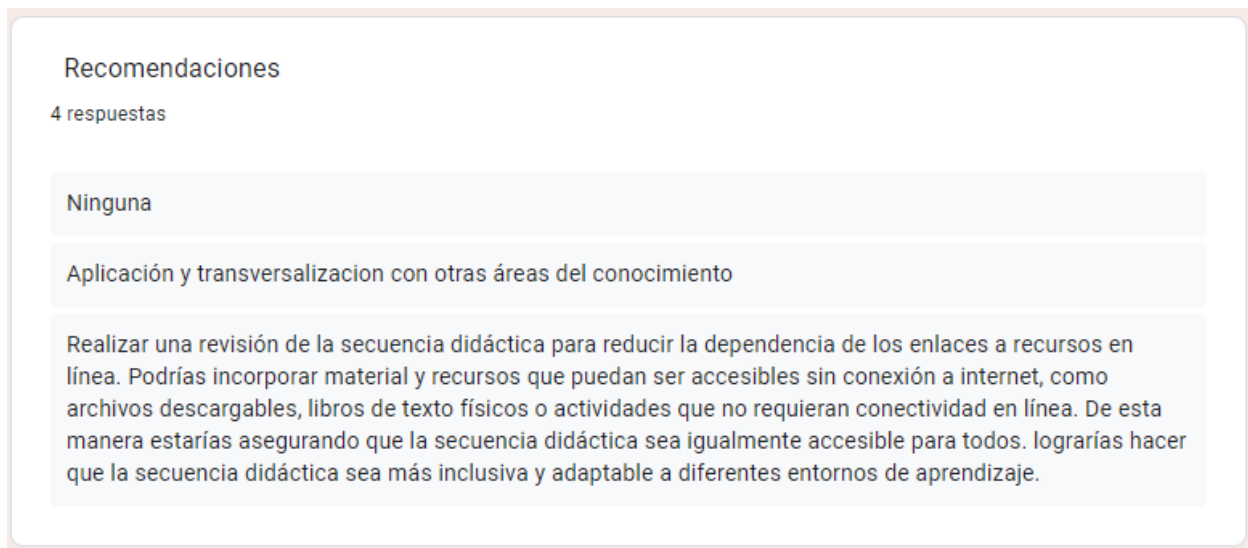 Recomendaciones
4 respuestas
Ninguna
Aplicación y transversalizacion con otras áreas del conocimiento
Realizar una revisión de la secuencia didáctica para reducir la dependencia de los enlaces a recursos en
línea. Podrías incorporar material y recursos que puedan ser accesibles sin conexión a internet, como
archivos descargables, libros de texto físicos o actividades que no requieran conectividad en línea. De esta
manera estarías asegurando que la secuencia didáctica sea igualmente accesible para todos. lograrías hacer
que la secuencia didáctica sea más inclusiva y adaptable a diferentes entornos de aprendizaje.